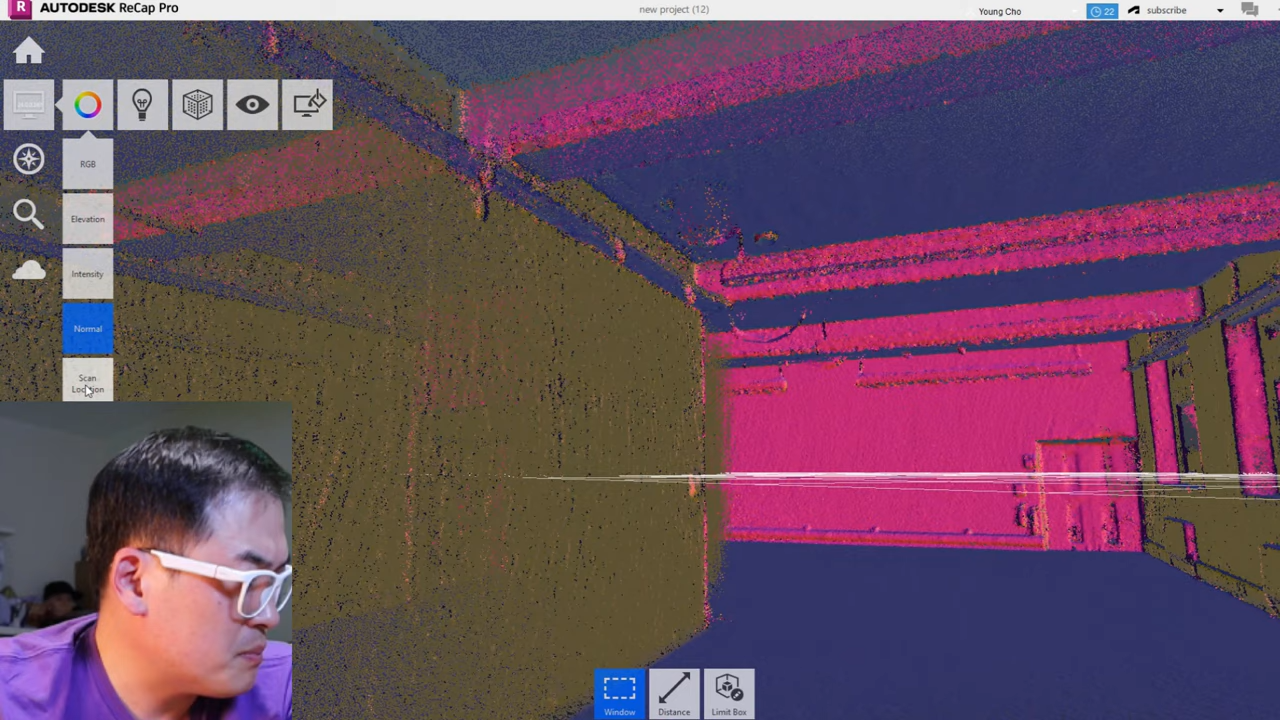 R AUTODESK ReCap Pro
new project (12)
Young Cho
22
subscribe
RGB
Elevation
Intensity
Normal
Scan
Location
Window
Distance
Limit Box